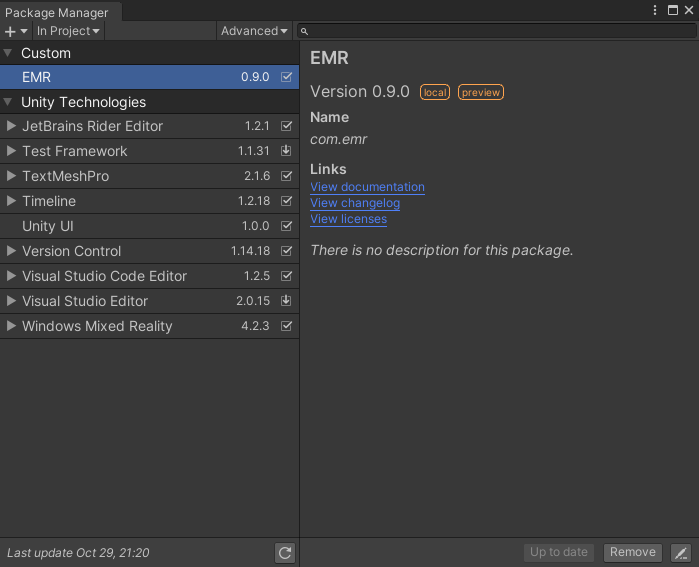 Package Manager
In Project
Advanced
Custom
EMR 0.9.0
Unity Technologies
JetBrains Rider Editor 1.2.1
Test Framework 1.1.31
TextMeshPro 2.1.6
Timeline 1.2.18
Unity UI 1.0.0
Version Control 1.14.18
Visual Studio Code Editor 1.2.5
Visual Studio Editor 2.0.15
Windows Mixed Reality 4.2.3
Last update Oct 29, 21:20
EMR
Version 0.9.0 local preview
Name
com.emr
Links
View documentation
View changelog
View licenses
There is no description for this package.
Up to date Remove